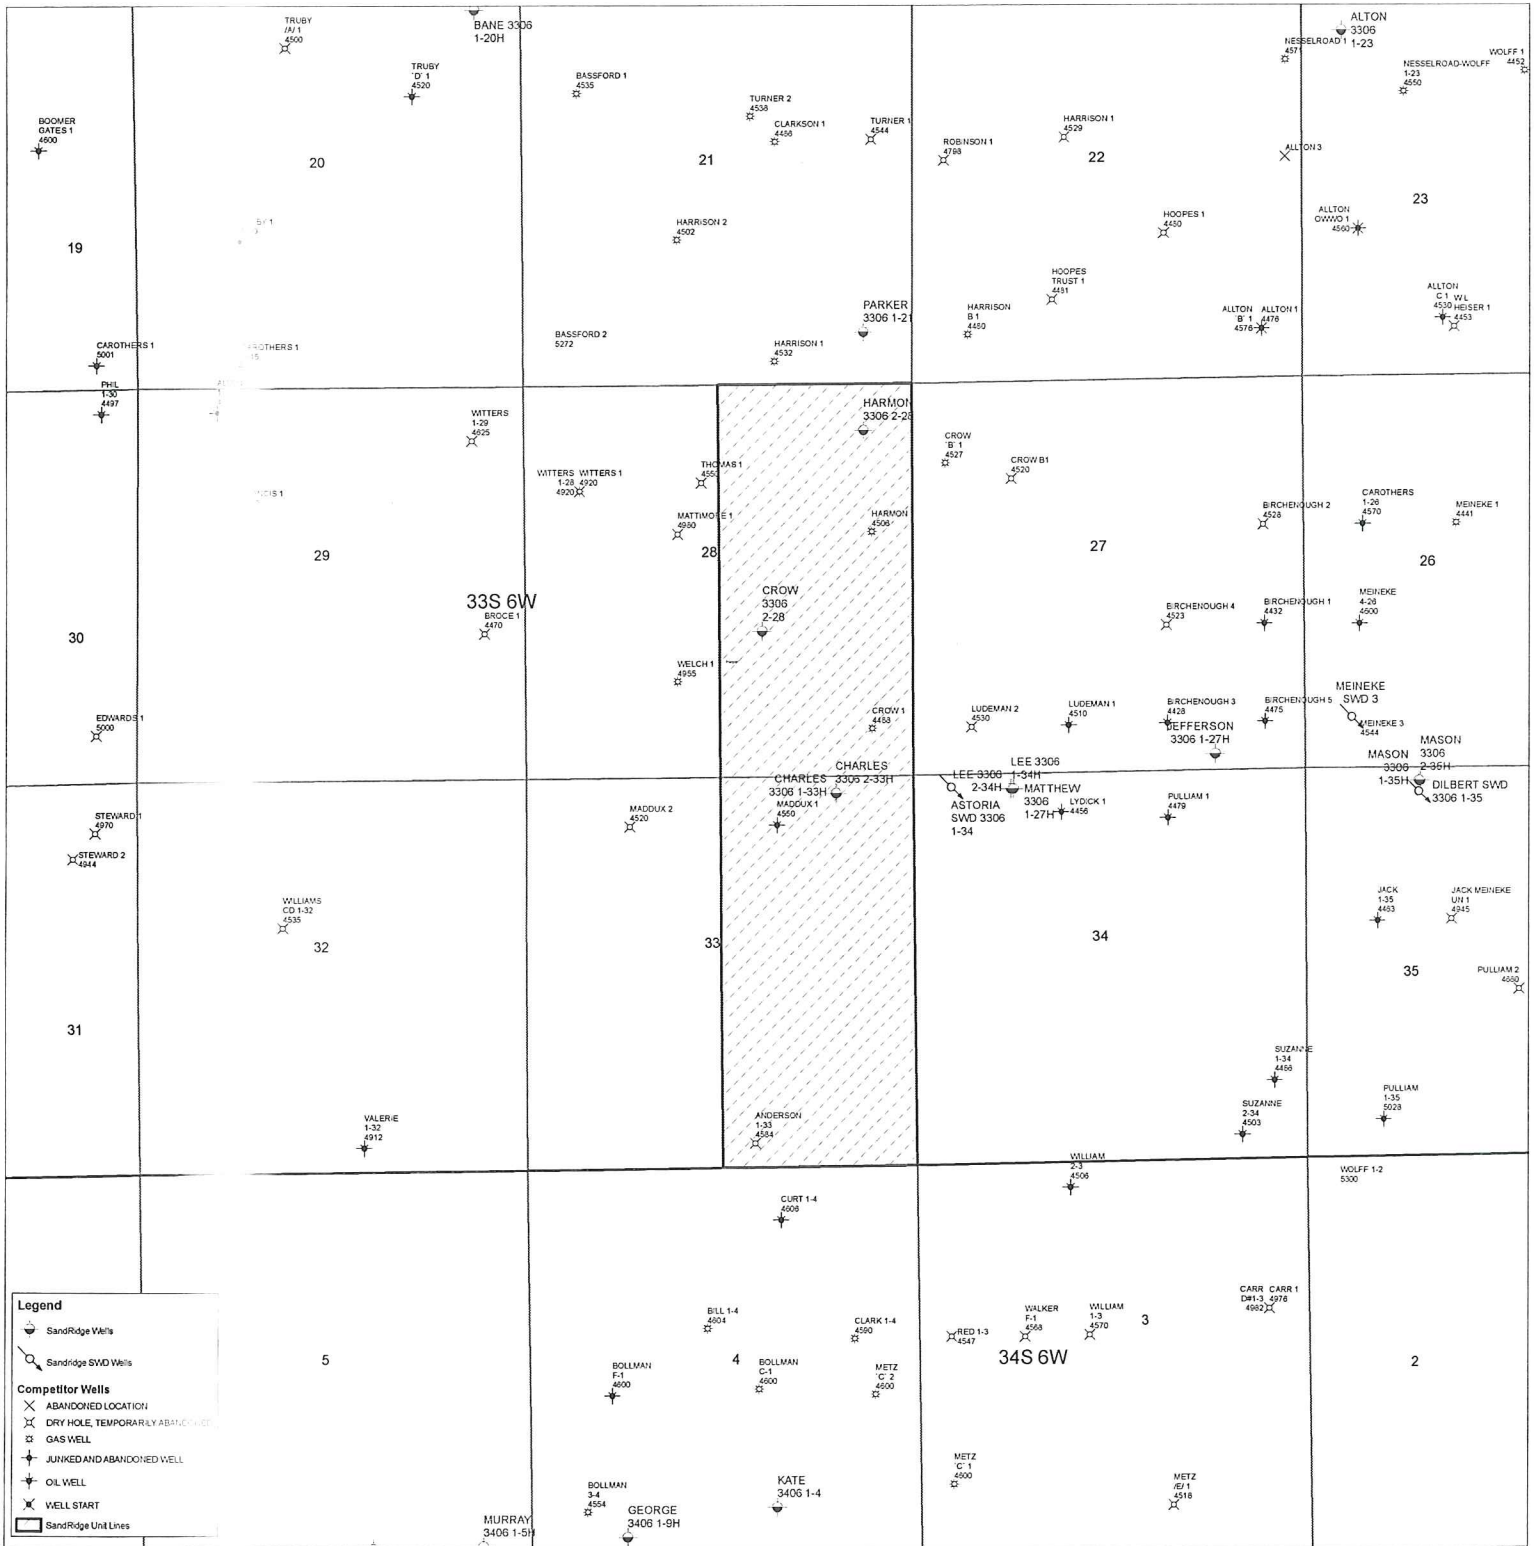 TRUBY
/A/ 1
4500
BANE 3306
1-20H
ALTON
3306
1-23
NESSELROAD 1
4571
WOLFF 1
4452
NESSELROAD-WOLFF
1-23
4550
TRUBY
'D' 1
4520
BASSFORD 1
4535
TURNER 2
4538
CLARKSON 1
4486
TURNER 1
4544
HARRISON 1
4529
ROBINSON 1
4798
ALLTON 3
BOOMER
GATES 1
4600
20
21
22
23
19
HARRISON 2
4502
HOOPES 1
4480
ALLTON
OWWO 1
4560
HOOPES
TRUST 1
4481
ALLTON
C 1
4530
W L
HEISER 1
4453
PARKER
3306 1-21
HARRISON
B 1
4480
ALLTON
'B' 1
4576
ALLTON 1
4476
BASSFORD 2
5272
HARRISON 1
4532
CAROTHERS 1
5001
PHIL
1-30
4497
WITTERS
1-29
4625
HARMON
3306 2-28
CROW
'B' 1
4527
CROW B1
4520
WITTERS
1-28
4920
WITTERS 1
4920
THOMAS 1
4550
MATTIMORE 1
4980
HARMON
4506
BIRCHENOUGH 2
4528
CAROTHERS
1-26
4570
MEINEKE 1
4441
29
28
27
26
33S 6W
BROCE 1
4470
CROW
3306
2-28
BIRCHENOUGH 4
4523
BIRCHENOUGH 1
4432
MEINEKE
4-26
4600
30
WELCH 1
4955
EDWARDS 1
5000
CROW 1
4468
LUDEMAN 2
4530
LUDEMAN 1
4510
BIRCHENOUGH 3
4428
BIRCHENOUGH 5
4475
MEINEKE
SWD 3
MEINEKE 3
4544
JEFFERSON
3306 1-27H
MASON
3306
1-35H
MASON
3306
2-35H
DILBERT SWD
3306 1-35
CHARLES
3306 1-33H
CHARLES
3306 2-33H
LEE 3306
2-34H
LEE 3306
1-34H
MATTHEW
3306
1-27H
ASTORIA
SWD 3306
1-34
LYDICK 1
4456
PULLIAM 1
4479
MADDUX 2
4520
MADDUX 1
4550
STEWARD 1
4970
STEWARD 2
4944
WILLIAMS
CD 1-32
4535
32
33
34
JACK
1-35
4463
JACK MEINEKE
UN 1
4945
35
PULLIAM 2
4680
31
SUZANNE
1-34
4466
SUZANNE
2-34
4503
PULLIAM
1-35
5028
VALERIE
1-32
4912
ANDERSON
1-33
4584
WILLIAM
2-3
4506
WOLFF 1-2
5300
CURT 1-4
4606
BILL 1-4
4604
CLARK 1-4
4590
RED 1-3
4547
WALKER
F-1
4568
WILLIAM
1-3
4570
CARR
D#1-3
4982
CARR 1
4976
3
34S 6W
5
4
2
BOLLMAN
F-1
4600
BOLLMAN
C-1
4600
METZ
'C' 2
4600
METZ
'C' 1
4600
METZ
/E/ 1
4518
BOLLMAN
3-4
4554
KATE
3406 1-4
GEORGE
3406 1-9H
MURRAY
3406 1-5H
Legend
SandRidge Wells
Sandridge SWD Wells
Competitor Wells
ABANDONED LOCATION
DRY HOLE, TEMPORARILY ABANDONED
GAS WELL
JUNKED AND ABANDONED WELL
OIL WELL
WELL START
SandRidge Unit Lines